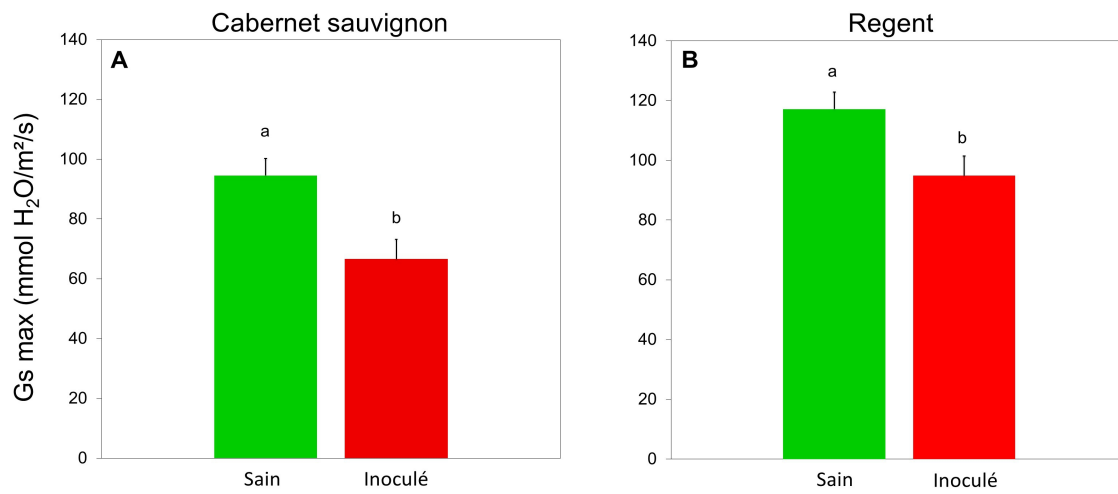 Cabernet sauvignon
Regent
A
B
Gs max (mmol H₂O/m²/s)
140
120
100
80
60
40
20
0
a
b
Sain
Inoculé
140
120
100
80
60
40
20
0
a
b
Sain
Inoculé